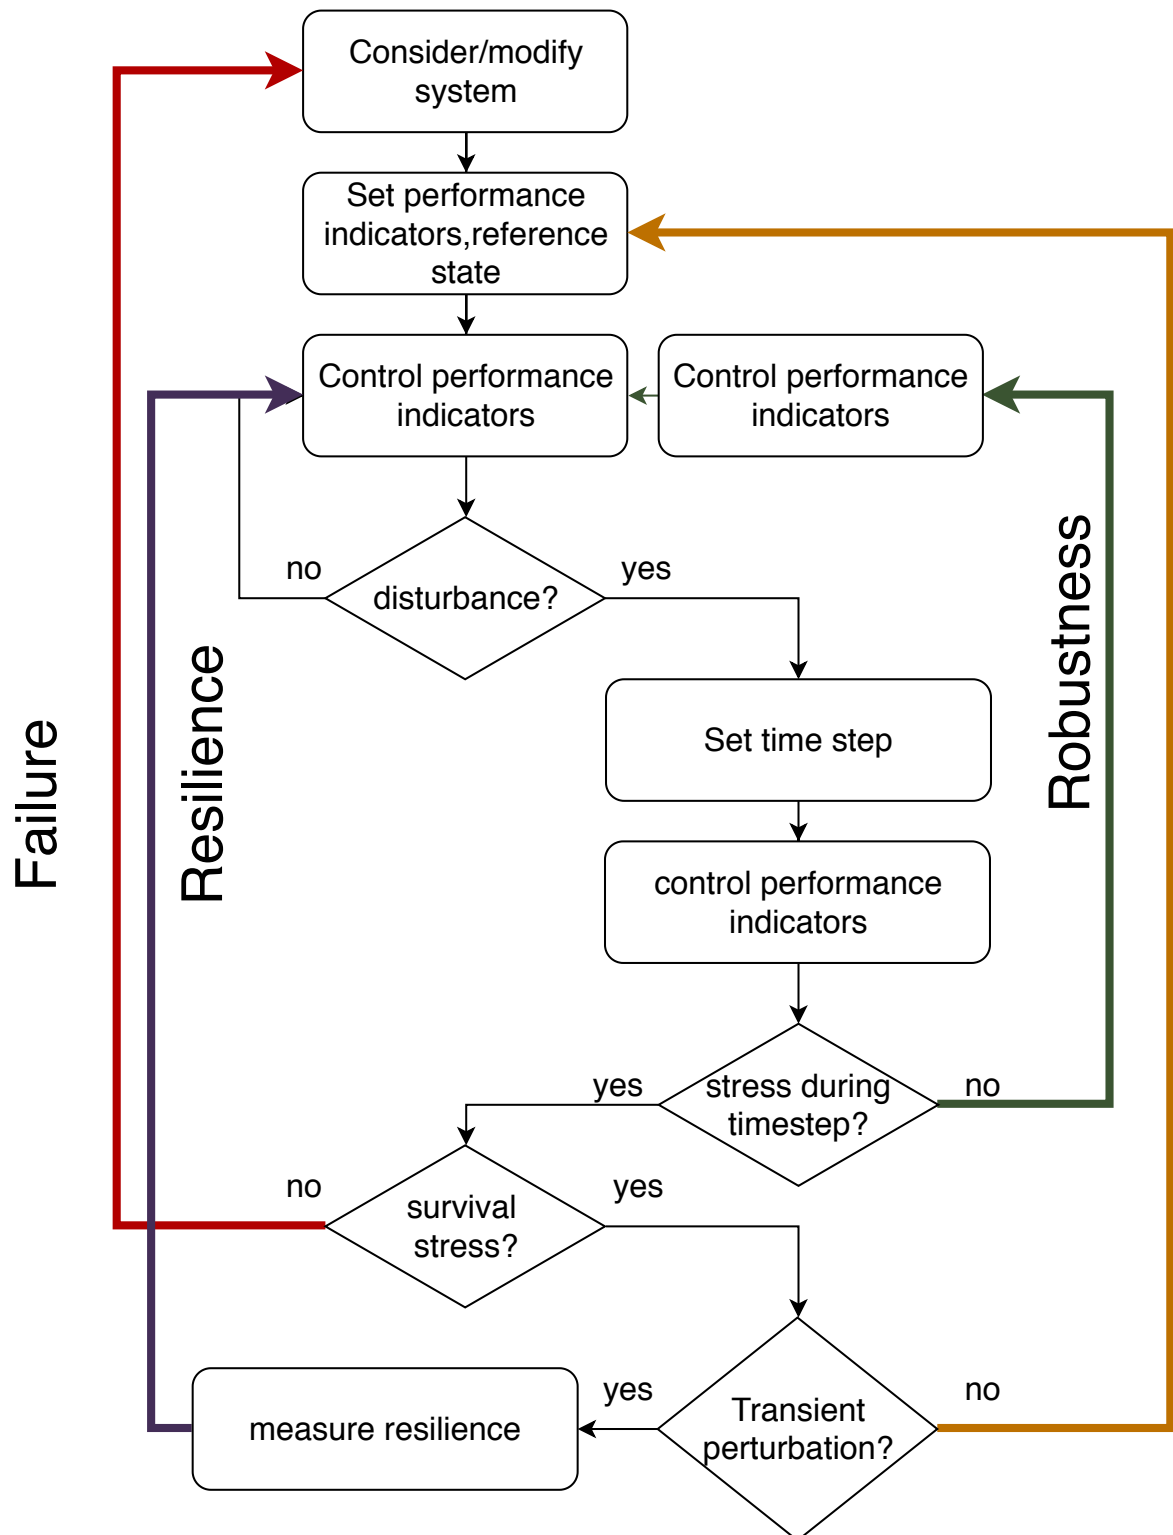 Consider/modify
system
Set performance
indicators,reference
state
Control performance
indicators
Control performance
indicators
no
yes
disturbance?
Set time step
control performance
indicators
Failure
Resilience
Robustness
yes
stress during
timestep?
no
no
survival
stress?
yes
measure resilience
yes
Transient
perturbation?
no